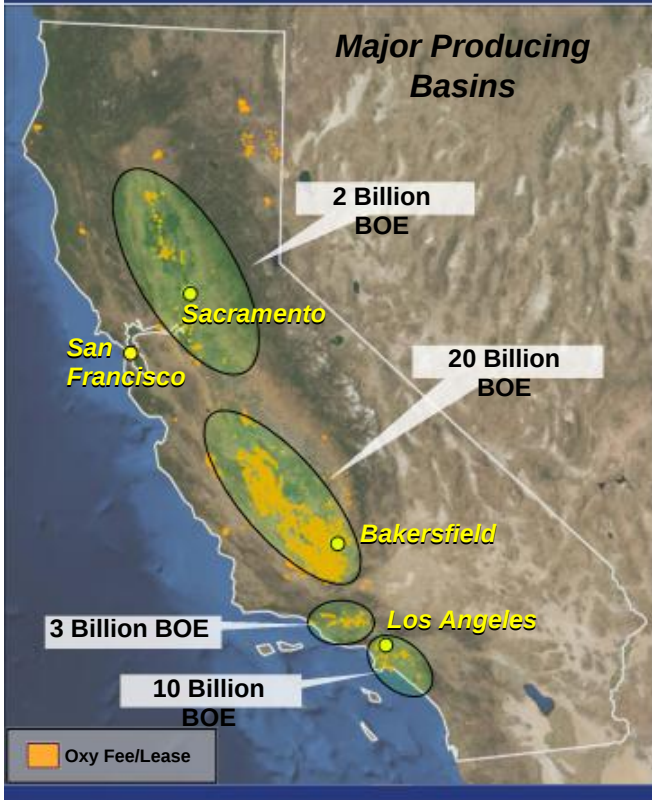 Major Producing
Basins
2 Billion
BOE
Sacramento
San
Francisco
20 Billion
BOE
Bakersfield
Los Angeles
3 Billion BOE
10 Billion
BOE
Oxy Fee/Lease